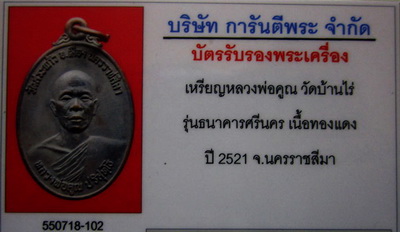 บริษัท การันตีพระ จำกัด
บัตรรับรองพระเครื่อง
เหรียญหลวงพ่อคูณ วัดบ้านไร่
รุ่นธนาคารศรีนคร เนื้อทองแดง
ปี 2521 จ.นครราชสีมา
550718-102